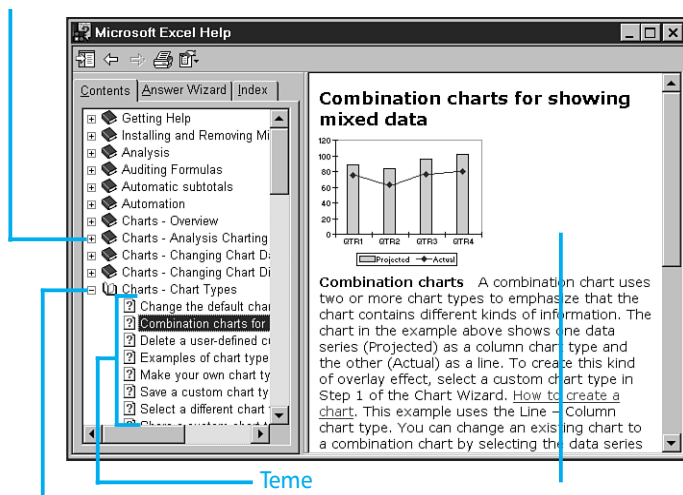 Microsoft Excel Help
Contents Answer Wizard Index
Getting Help
Installing and Removing Mi
Analysis
Auditing Formulas
Automatic subtotals
Automation
Charts - Overview
Charts - Analysis Charting
Charts - Changing Chart D
Charts - Changing Chart Di
Charts - Chart Types
Change the default char
Combination charts for
Delete a user-defined cu
Examples of chart type
Make your own chart ty
Save a custom chart ty
Select a different chart
Share a custom chart t
Combination charts for showing
mixed data
120
100
80
60
40
20
0
QTR1 QTR2 QTR3 QTR4
Projected Actual
Combination charts A combination chart uses
two or more chart types to emphasize that the
chart contains different kinds of information. The
chart in the example above shows one data
series (Projected) as a column chart type and
the other (Actual) as a line. To create this kind
of overlay effect, select a custom chart type in
Step 1 of the Chart Wizard. How to create a
chart. This example uses the Line – Column
chart type. You can change an existing chart to
a combination chart by selecting the data series
Teme